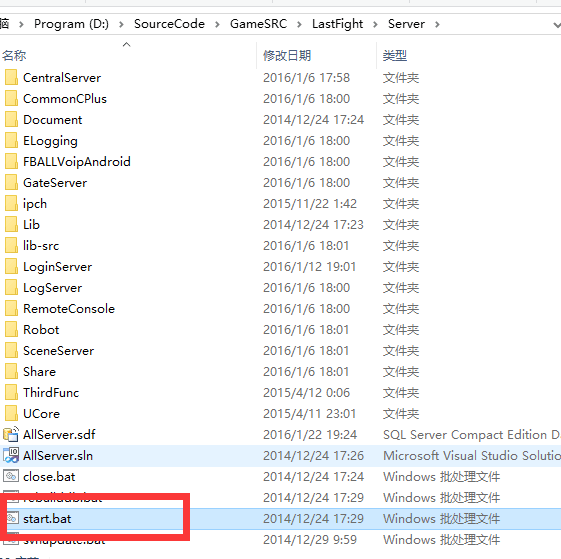 脑 > Program (D:) > SourceCode > GameSRC > LastFight > Server >
名称 修改日期 类型
CentralServer 2016/1/6 17:58 文件夹
CommonCPlus 2016/1/6 18:00 文件夹
Document 2014/12/24 17:24 文件夹
ELogging 2016/1/6 18:00 文件夹
FBALLVoipAndroid 2016/1/6 18:00 文件夹
GateServer 2016/1/6 18:00 文件夹
ipch 2015/11/22 1:42 文件夹
Lib 2014/12/24 17:23 文件夹
lib-src 2016/1/6 18:01 文件夹
LoginServer 2016/1/12 19:01 文件夹
LogServer 2016/1/6 18:01 文件夹
RemoteConsole 2016/1/6 18:01 文件夹
Robot 2016/1/6 18:01 文件夹
SceneServer 2016/1/6 18:01 文件夹
Share 2016/1/6 18:01 文件夹
ThirdFunc 2015/4/12 0:06 文件夹
UCore 2015/4/11 23:01 文件夹
AllServer.sdf 2016/1/22 19:24 SQL Server Compact Edition Da
AllServer.sln 2014/12/24 17:26 Microsoft Visual Studio Solutio
close.bat 2014/12/24 17:29 Windows 批处理文件
rebuilddb.bat 2014/12/24 17:29 Windows 批处理文件
start.bat 2014/12/24 17:29 Windows 批处理文件
svnupdate.bat 2014/12/29 9:59 Windows 批处理文件